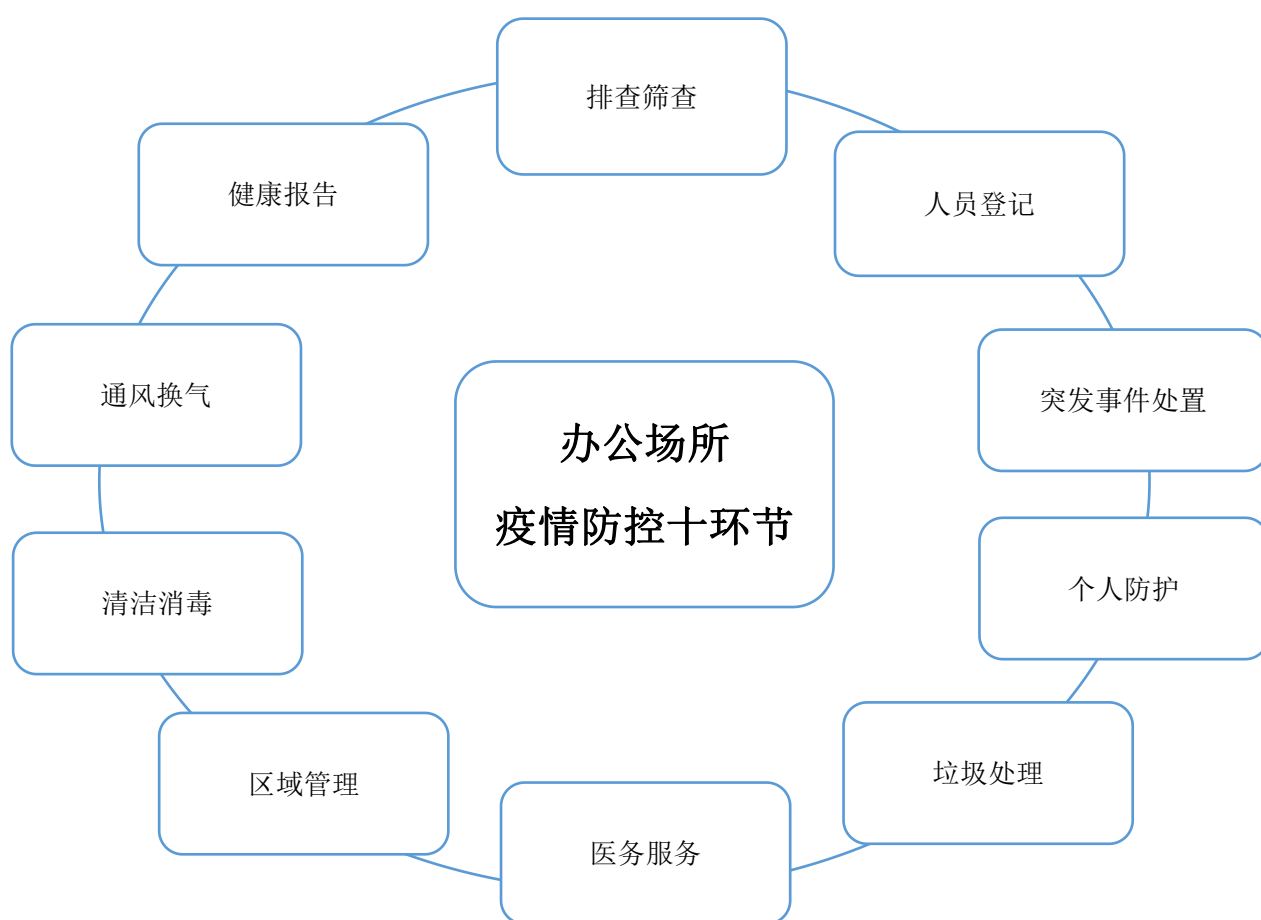 排查筛查
健康报告
人员登记
通风换气
突发事件处置
办公场所
疫情防控十环节
清洁消毒
个人防护
区域管理
垃圾处理
医务服务